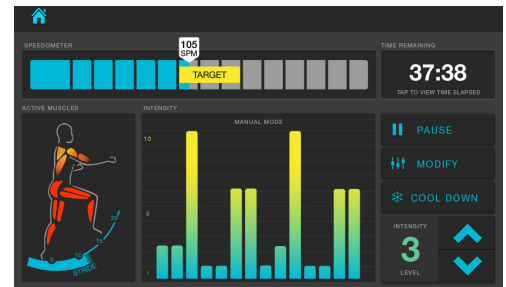 SPEEDOMETER
105
SPM
TARGET
TIME REMAINING
37:38
TAP TO VIEW TIME ELAPSED
ACTIVE MUSCLES
5
10
15
20
STRIDE
INTENSITY
MANUAL MODE
10
5
1
PAUSE
MODIFY
COOL DOWN
INTENSITY
3
LEVEL